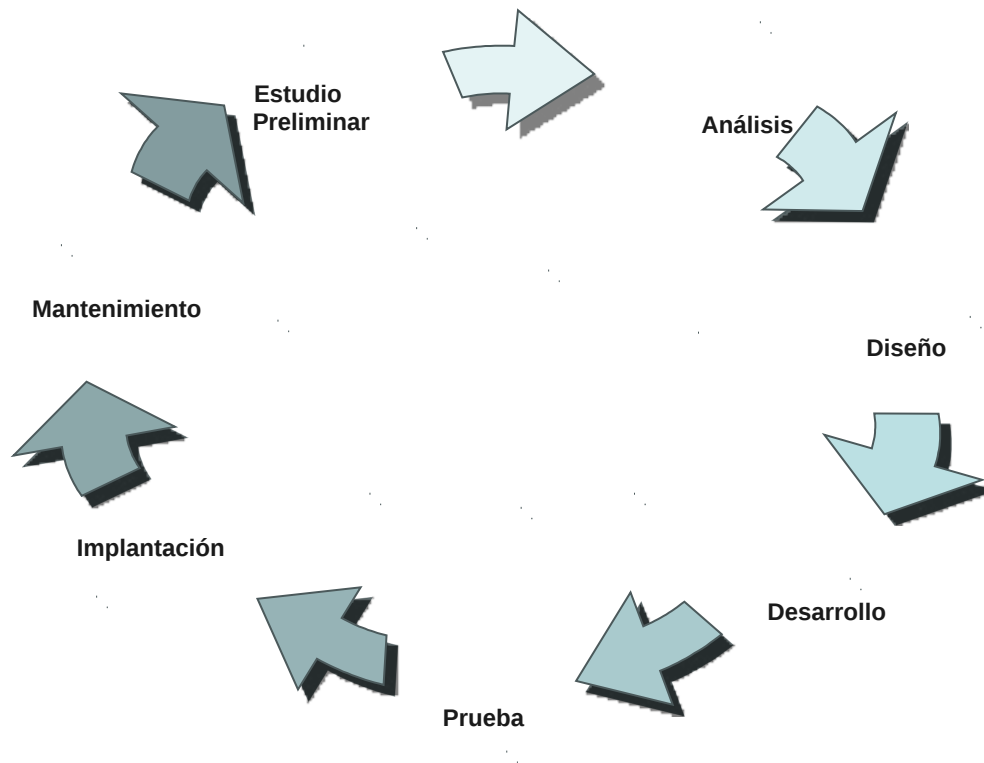 Estudio
Preliminar
Análisis
Diseño
Desarrollo
Prueba
Implantación
Mantenimiento